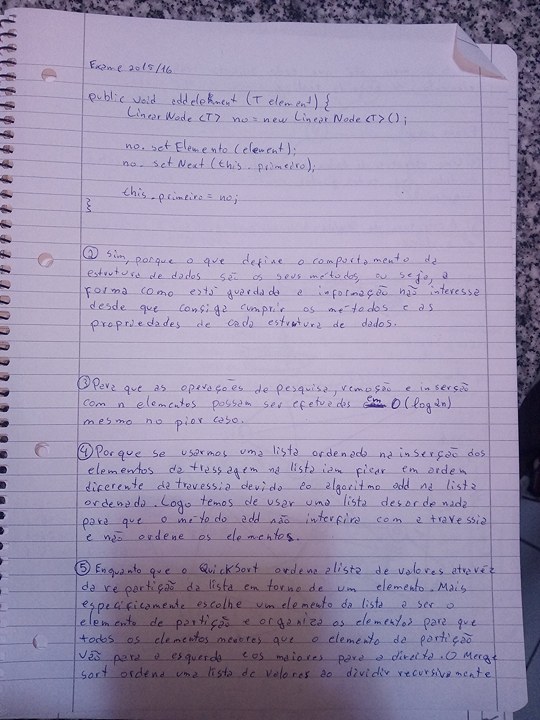 Exame 2015/16
public void addelement (T element) {
LinearNode <T> no = new LinearNode <T> ();
no.setElemento (element);
no.setNext (this.primeiro);
this.primeiro = no;
}
② Sim, porque o que define o comportamento da
estrutura de dados são os seus métodos, ou seja, a
forma como está guardada a informação não interessa
desde que consiga cumprir os métodos e as
propriedades de cada estrutura de dados.
③ Para que as operações de pesquisa, remoção e inserção
com n elementos possam ser efetuadas em O(log2n)
mesmo no pior caso.
④ Porque se usarmos uma lista ordenada na inserção dos
elementos da travessia na lista iam ficar em ordem
diferente da travessia devido ao algoritmo add na lista
ordenada. Logo temos de usar uma lista desordenada
para que o método add não interfira com a travessia
e não ordene os elementos.
⑤ Enquanto que o QuickSort ordena a lista de valores através
da repartição da lista em torno de um elemento. Mais
especificamente escolhe um elemento da lista a ser o
elemento de partição e organiza os elementos para que
todos os elementos menores que o elemento da partição
vão para a esquerda e os maiores para a direita. O Merge
sort ordena uma lista de valores ao dividir recursivamente